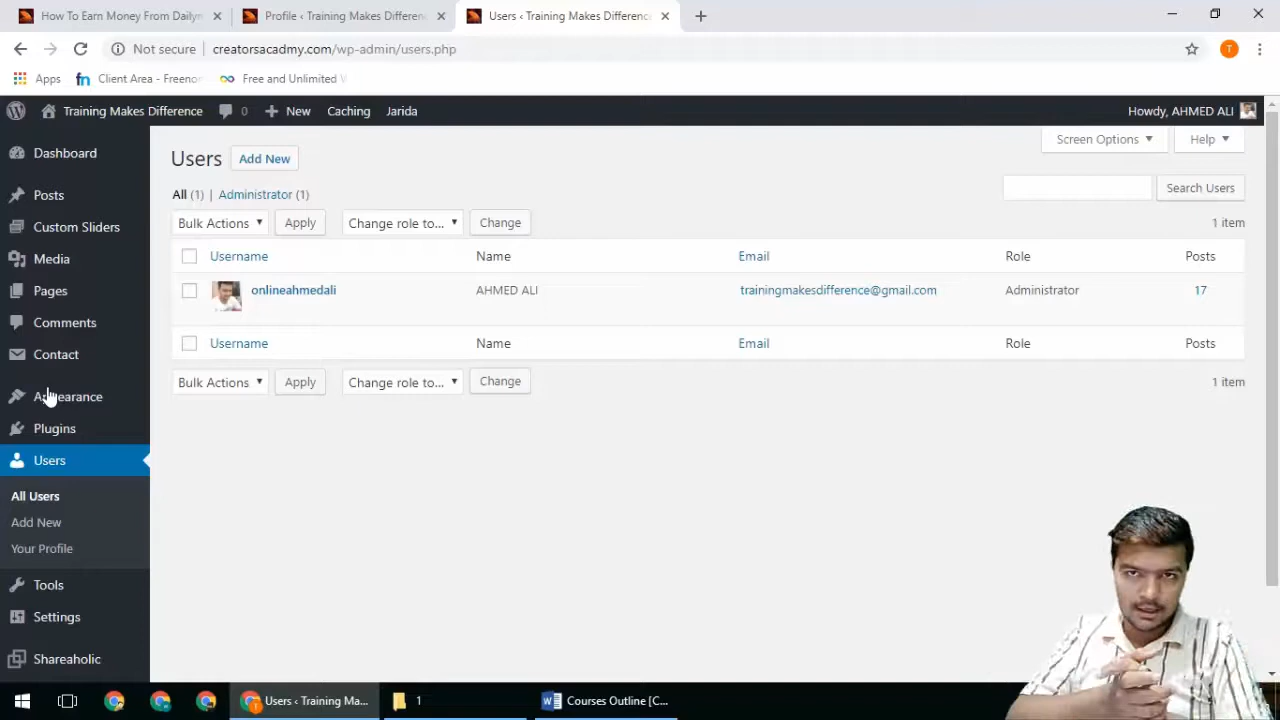 How To Earn Money From Dailym
Profile ‹ Training Makes Differenc
Users ‹ Training Makes Difference
Not secure
creatorsacadmy.com/wp-admin/users.php
T
Apps
fn Client Area - Freeno
Free and Unlimited W
Training Makes Difference
0
New
Caching
Jarida
Howdy, AHMED ALI
Dashboard
Posts
Custom Sliders
Media
Pages
Comments
Contact
Appearance
Plugins
Users
All Users
Add New
Your Profile
Tools
Settings
Shareaholic
Users
Add New
Screen Options
Help
All (1) | Administrator (1)
Search Users
Bulk Actions
Apply
Change role to...
Change
1 item
Username Name Email Role Posts
onlineahmedali AHMED ALI trainingmakesdifference@gmail.com Administrator 17
Username Name Email Role Posts
Bulk Actions
Apply
Change role to...
Change
1 item
Users ‹ Training Ma...
1
Courses Outline [C...